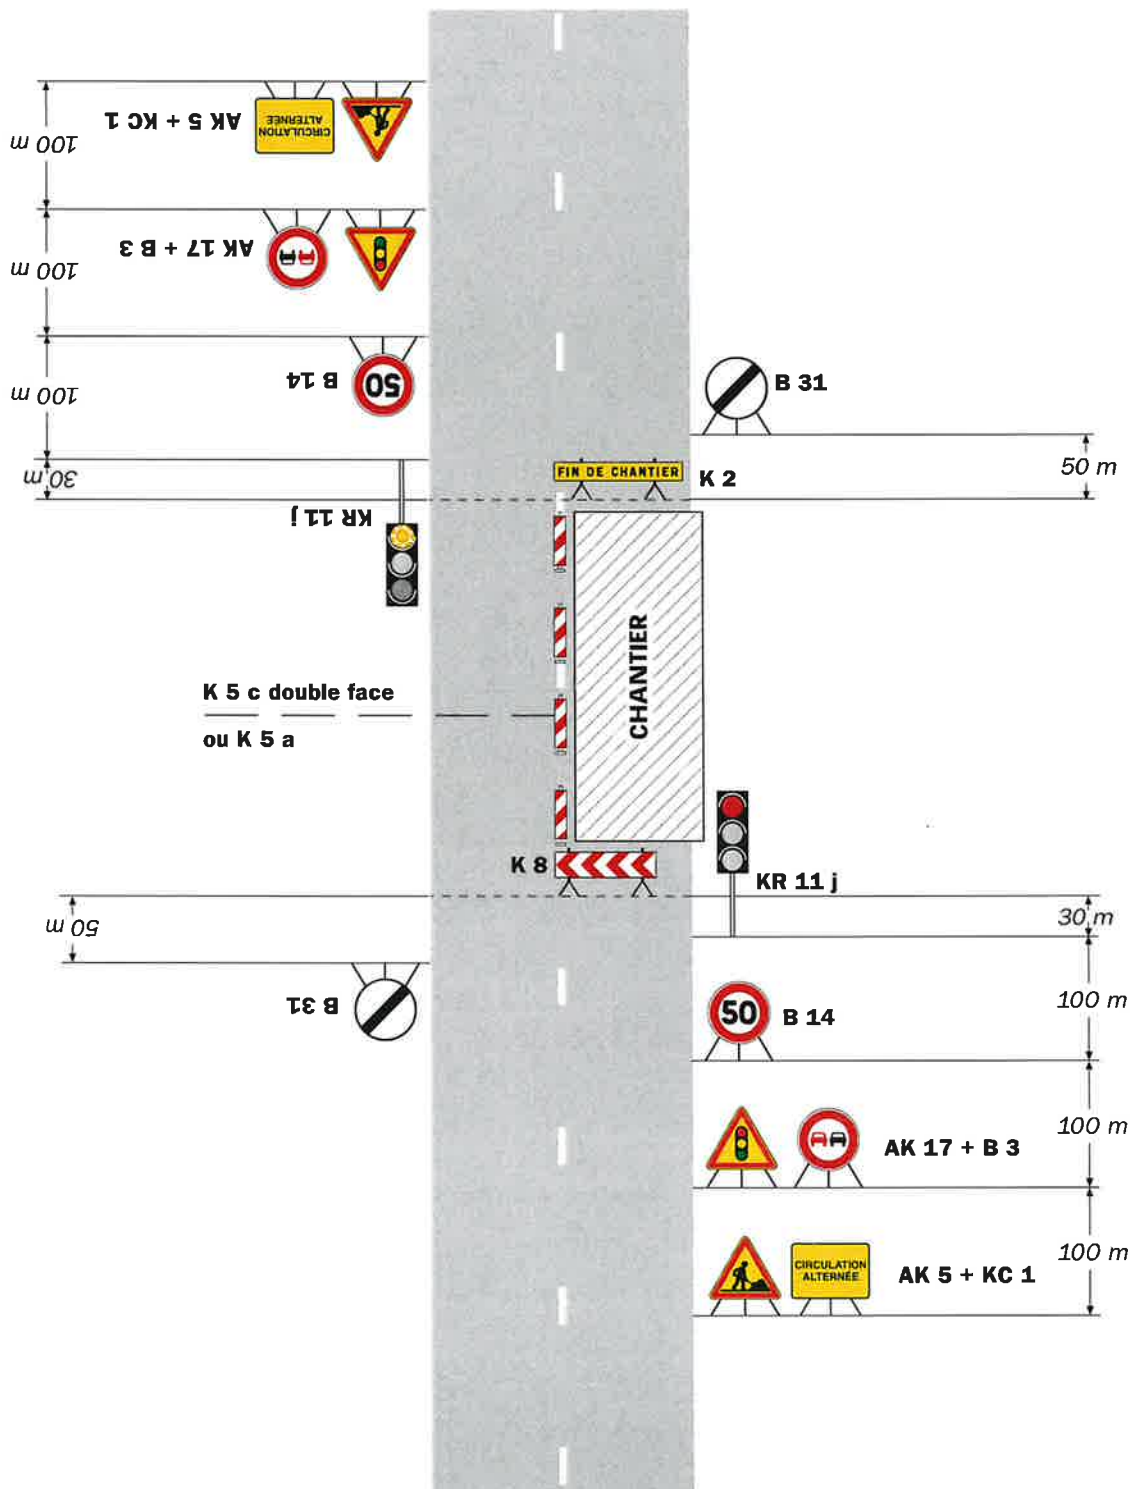 100 m
AK 5 + KC 1
CIRCULATION
ALTERNÉE
100 m
AK 17 + B 3
100 m
B 14
50
30 m
KR 11 j
B 31
50 m
FIN DE CHANTIER
K 2
CHANTIER
K 5 c double face
ou K 5 a
K 8
KR 11 j
30 m
50 m
B 31
50
B 14
100 m
AK 17 + B 3
100 m
CIRCULATION
ALTERNÉE
AK 5 + KC 1
100 m